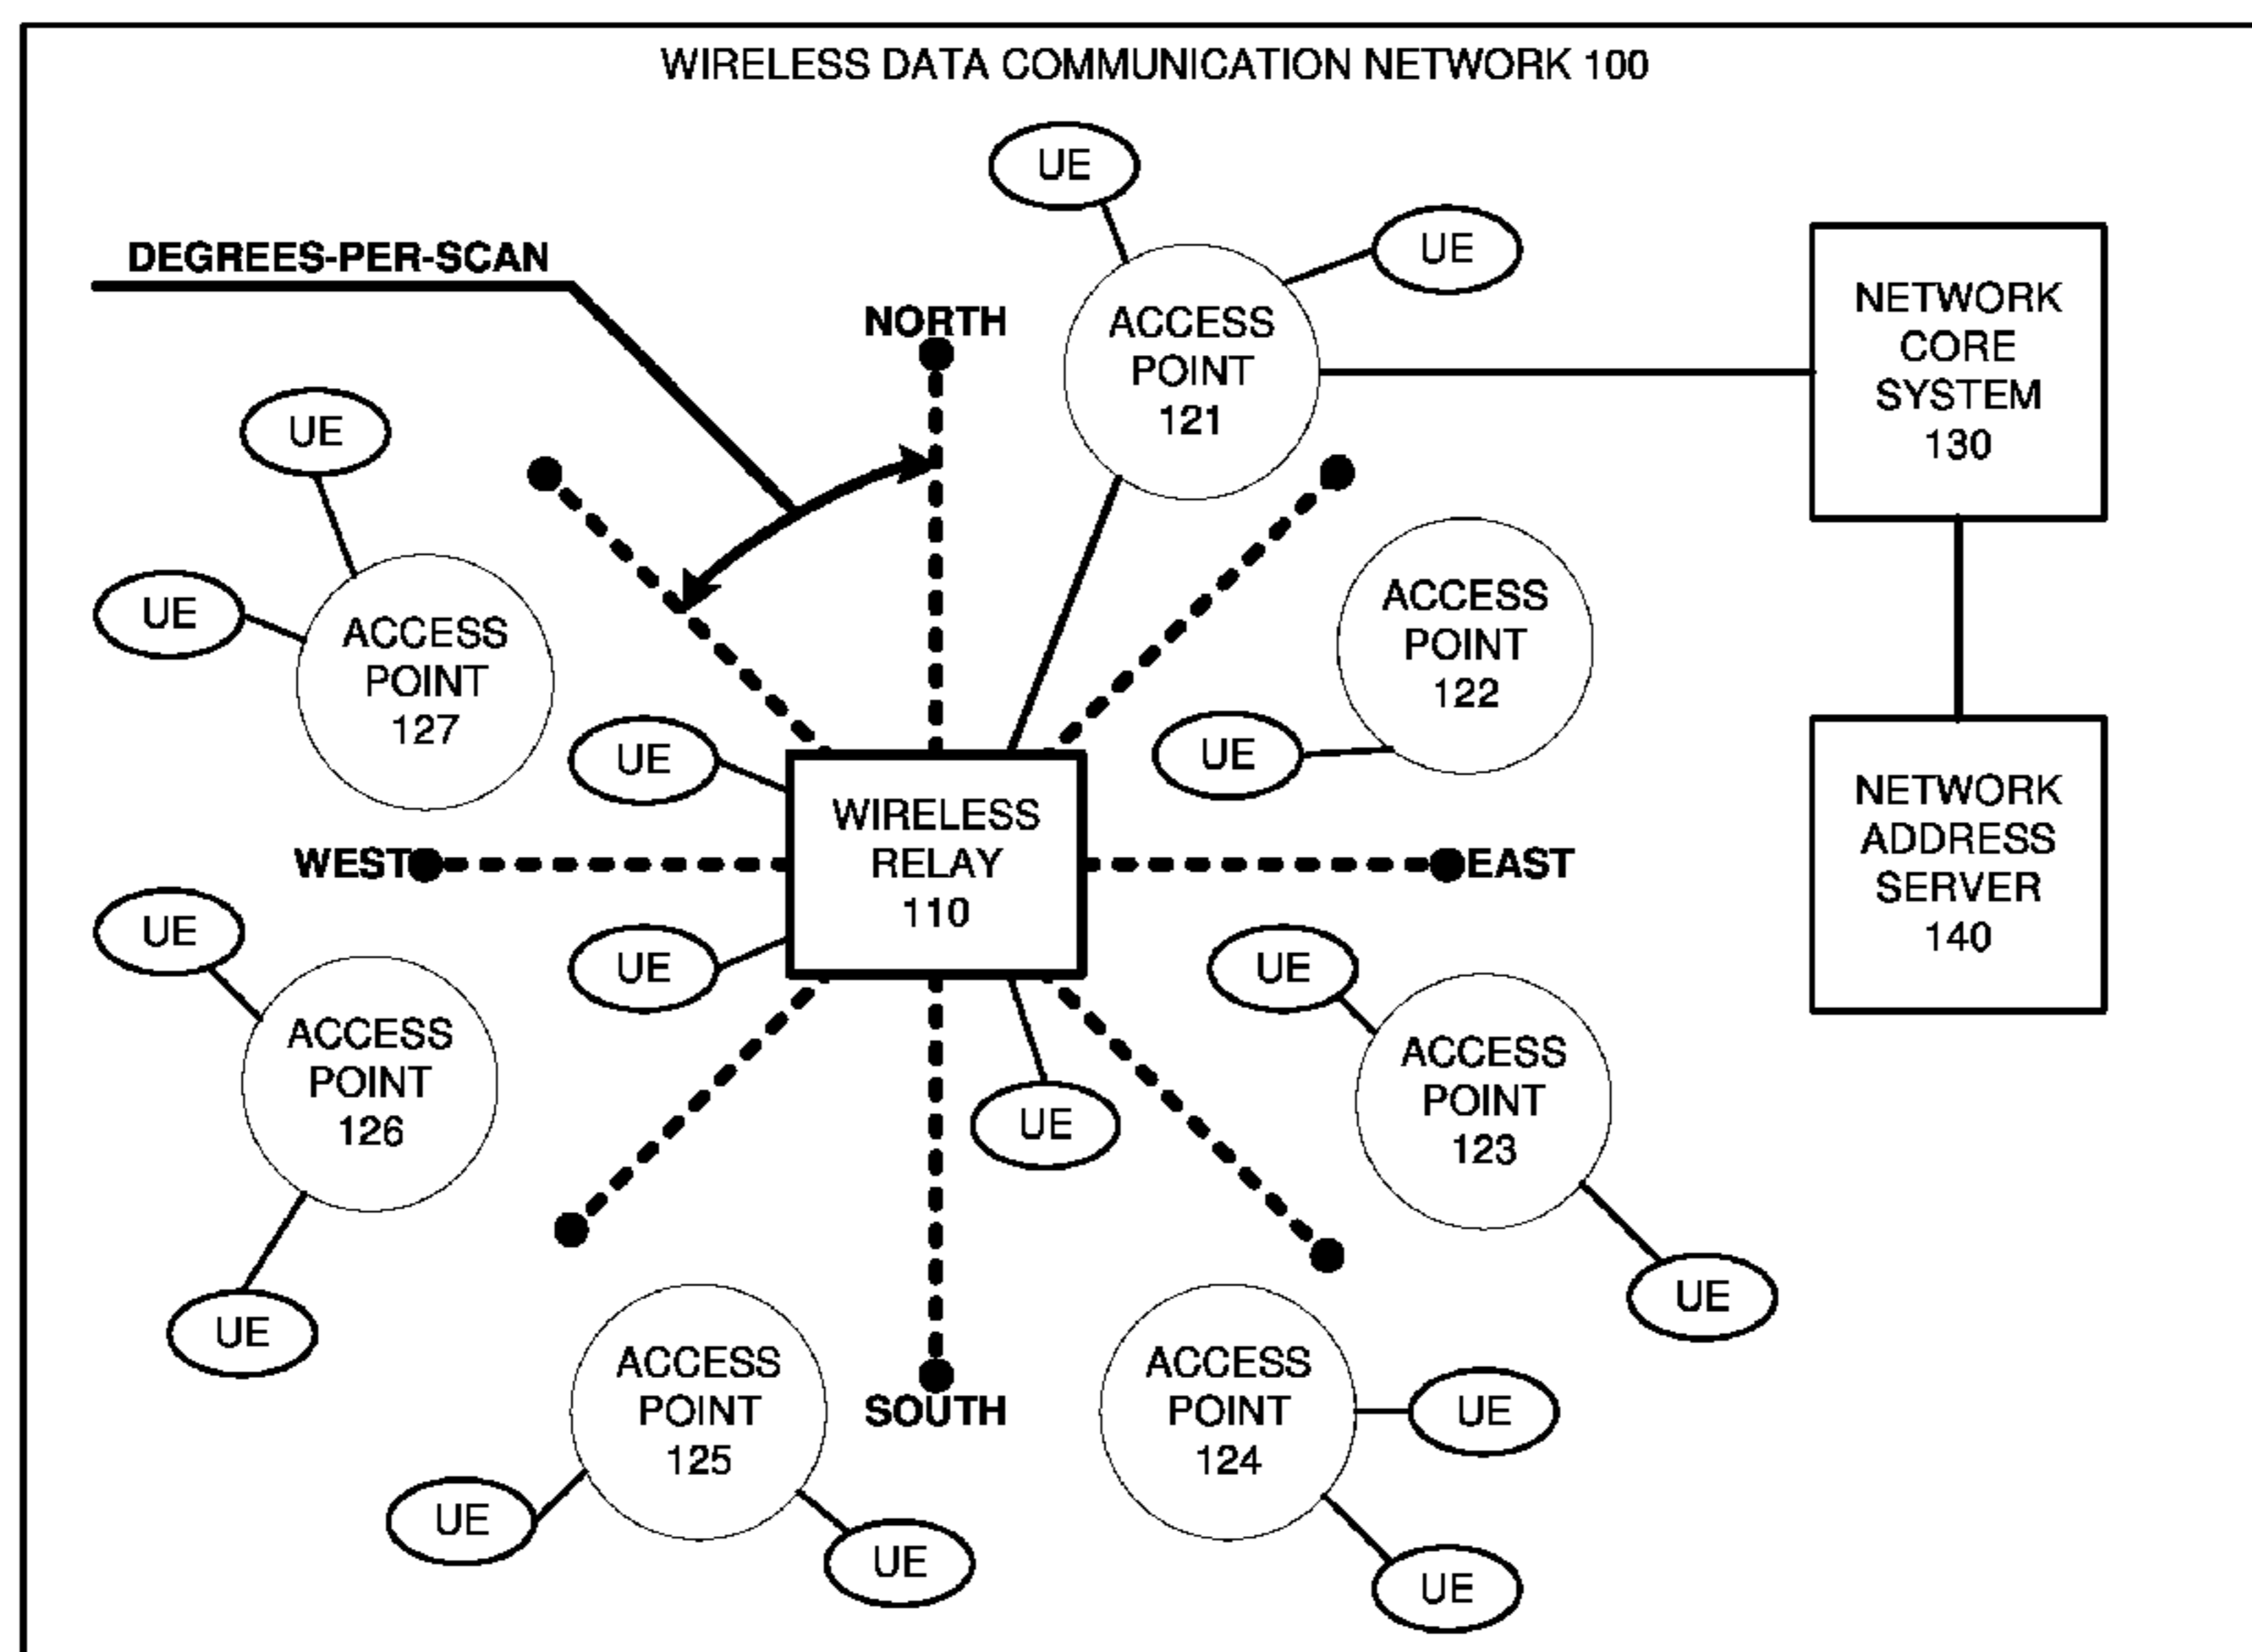 WIRELESS DATA COMMUNICATION NETWORK 100
UE
UE
DEGREES-PER-SCAN
NORTH
ACCESS
POINT
121
NETWORK
CORE
SYSTEM
130
UE
UE
ACCESS
POINT
127
ACCESS
POINT
122
UE
UE
WIRELESS
RELAY
110
NETWORK
ADDRESS
SERVER
140
WEST
EAST
UE
UE
UE
ACCESS
POINT
126
ACCESS
POINT
123
UE
UE
UE
ACCESS
POINT
125
SOUTH
ACCESS
POINT
124
UE
UE
UE
UE